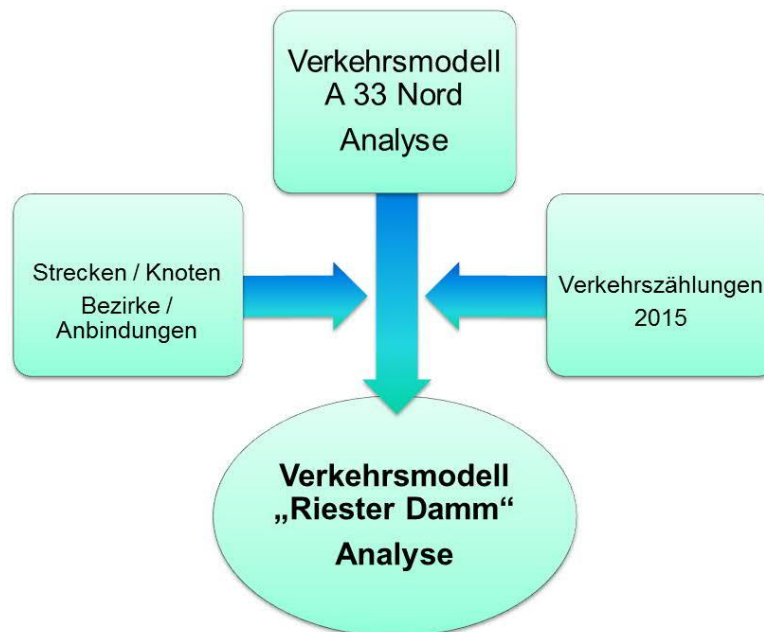 Verkehrsmodell
A 33 Nord
Analyse
Strecken / Knoten
Bezirke /
Anbindungen
Verkehrszählungen
2015
Verkehrsmodell
„Riester Damm“
Analyse